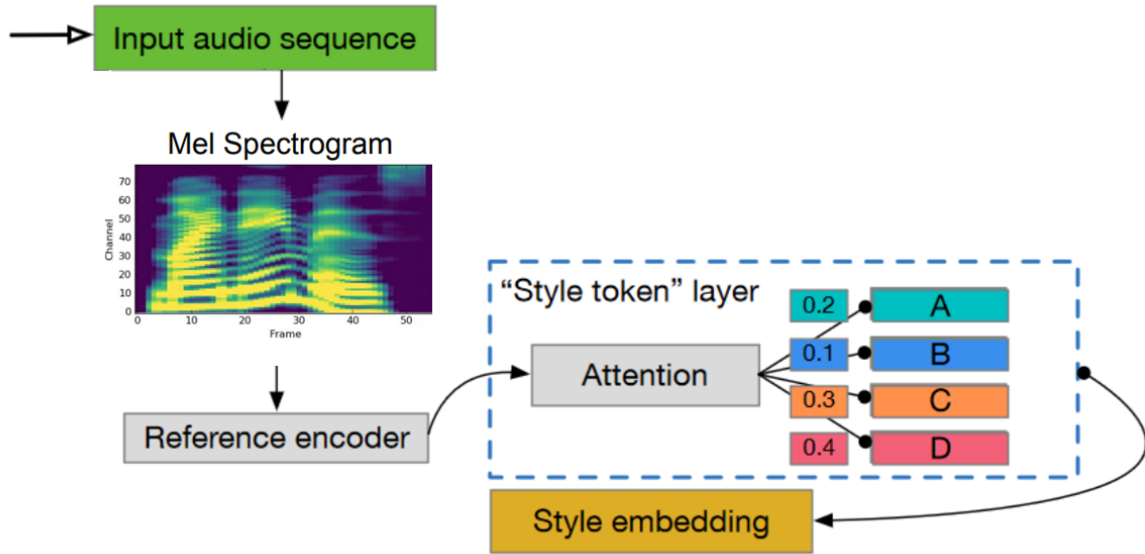 Input audio sequence
Mel Spectrogram
70
60
50
40
30
20
10
0
Channel
0 10 20 30 40 50
Frame
Reference encoder
“Style token” layer
Attention
0.2 A
0.1 B
0.3 C
0.4 D
Style embedding